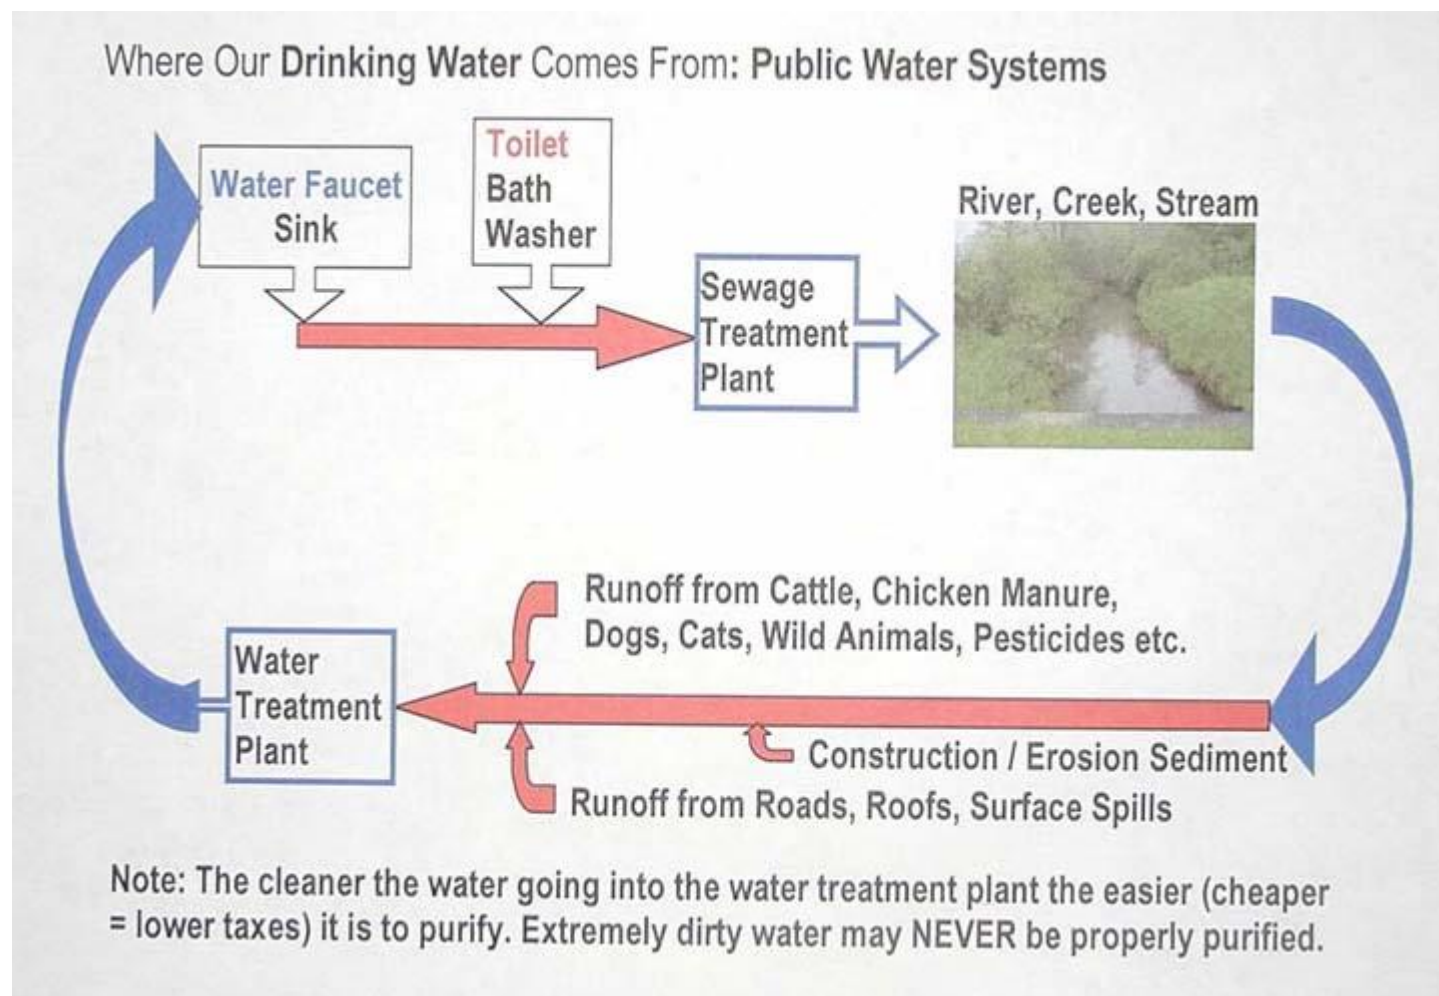 Where Our Drinking Water Comes From: Public Water Systems
Water Faucet
Sink
Toilet
Bath
Washer
Sewage
Treatment
Plant
River, Creek, Stream
Runoff from Cattle, Chicken Manure,
Dogs, Cats, Wild Animals, Pesticides etc.
Water
Treatment
Plant
Construction / Erosion Sediment
Runoff from Roads, Roofs, Surface Spills
Note: The cleaner the water going into the water treatment plant the easier (cheaper
= lower taxes) it is to purify. Extremely dirty water may NEVER be properly purified.